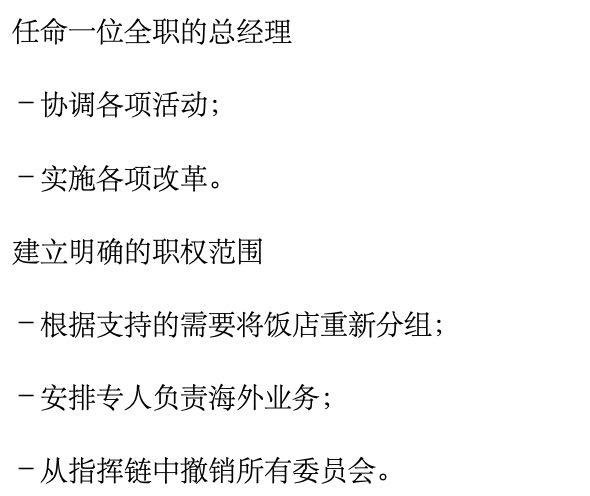 任命一位全职的总经理
－协调各项活动；
－实施各项改革。
建立明确的职权范围
－根据支持的需要将饭店重新分组；
－安排专人负责海外业务；
－从指挥链中撤销所有委员会。